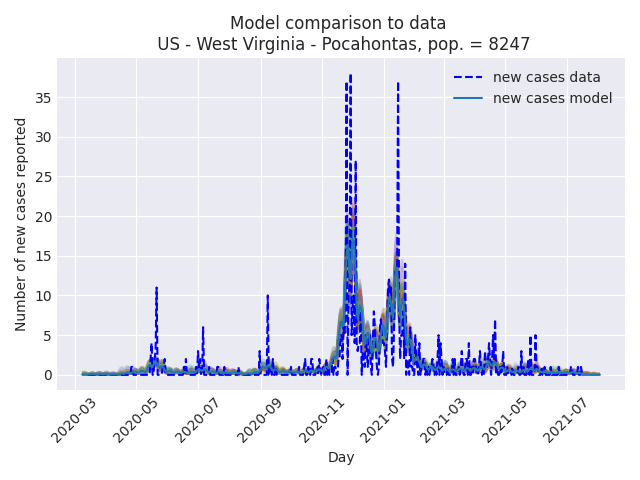 Model comparison to data
US - West Virginia - Pocahontas, pop. = 8247
new cases data
new cases model
Number of new cases reported
35
30
25
20
15
10
5
0
2020-03
2020-05
2020-07
2020-09
2020-11
2021-01
2021-03
2021-05
2021-07
Day